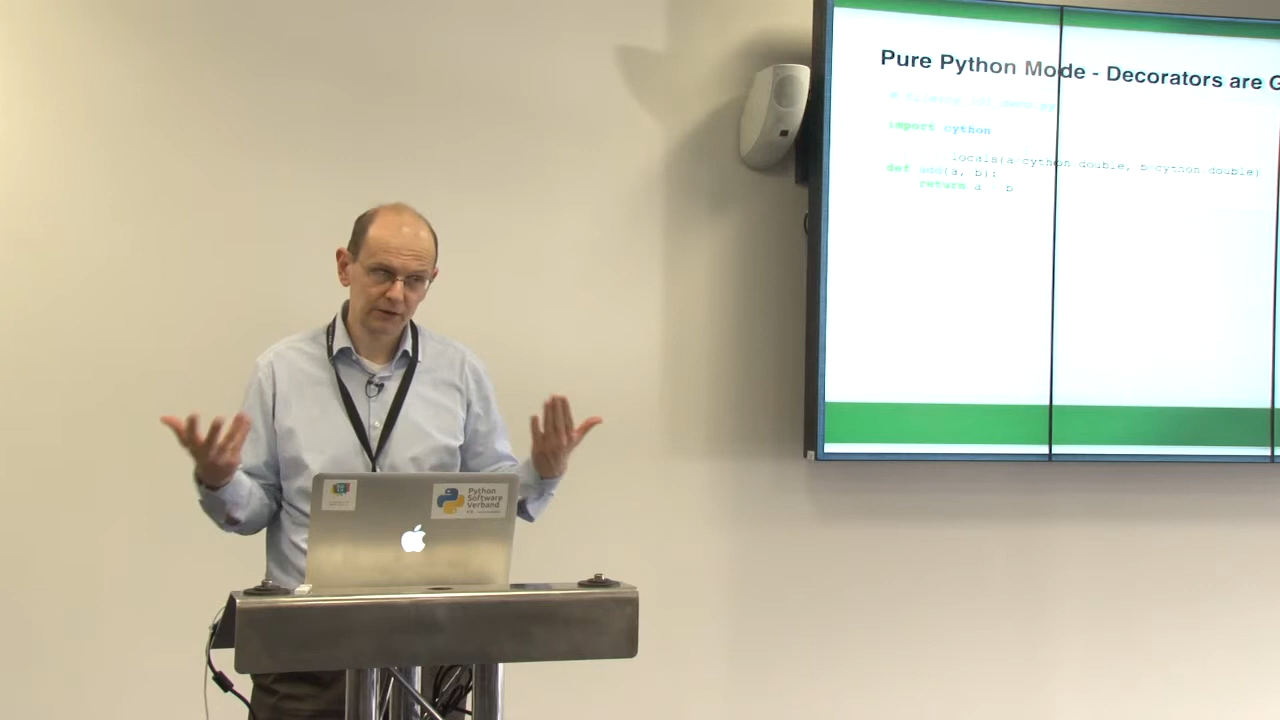 Pure Python Mode - Decorators are G
import cython
locals(a=cython.double, b=cython.double)
def add(a, b):
return a + b
Python
Software
Verband